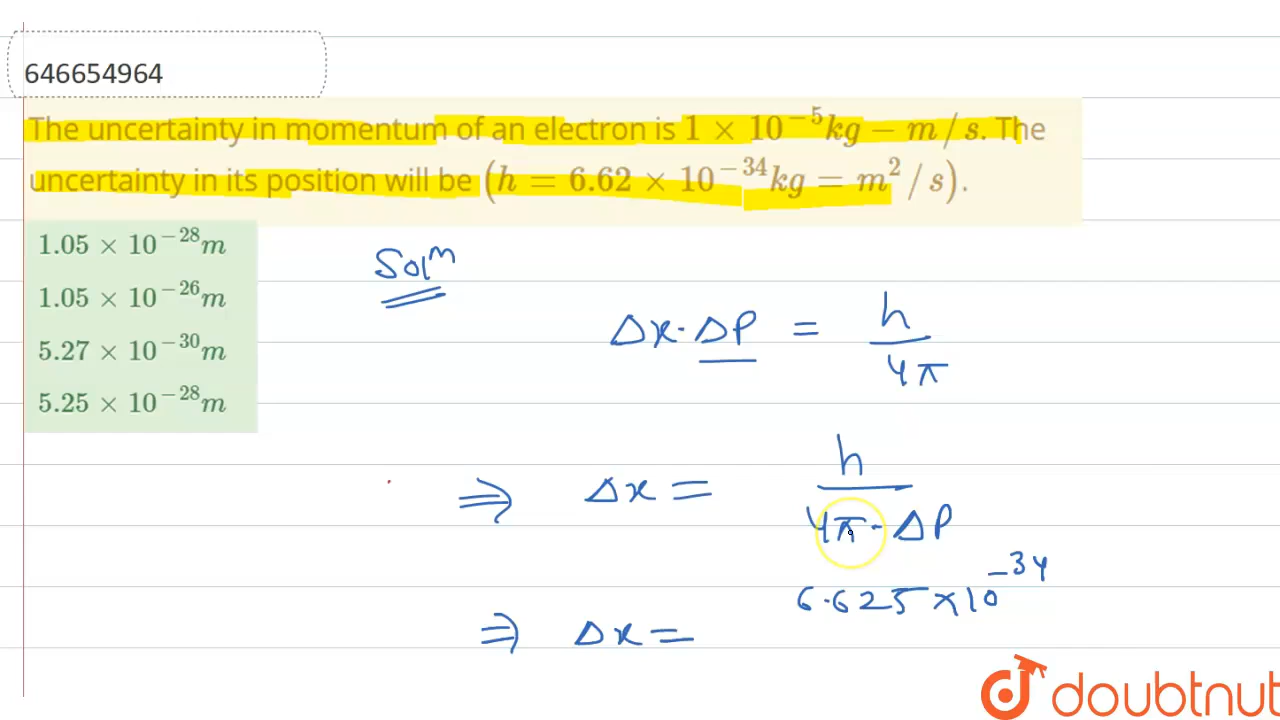 646654964
The uncertainty in momentum of an electron is 1 × 10⁻⁵ kg − m/s. The
uncertainty in its position will be (h = 6.62 × 10⁻³⁴ kg = m²/s).
1.05 × 10⁻²⁸ m
1.05 × 10⁻²⁶ m
5.27 × 10⁻³⁰ m
5.25 × 10⁻²⁸ m
Solⁿ
Δx · ΔP = h / 4π
⇒ Δx = h / 4π · ΔP
⇒ Δx = 6.625 × 10⁻³⁴
doubtnut